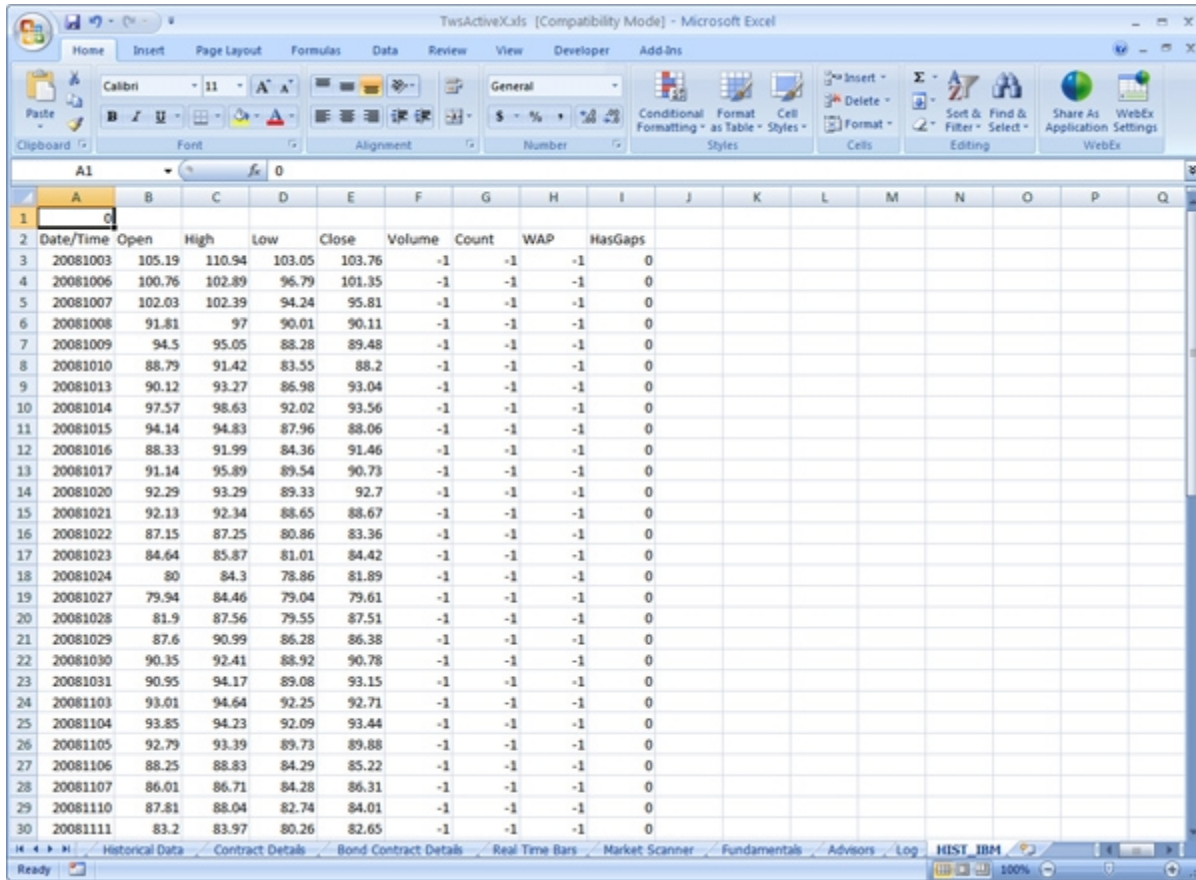 TwsActiveX.xls [Compatibility Mode] - Microsoft Excel
Home Insert Page Layout Formulas Data Review View Developer Add-Ins
Paste Calibri 11 A A General $ % , Conditional Formatting Format as Table Cell Styles Insert Delete Format Σ Sort & Filter Find & Select Share As Application WebEx Settings
B I U A
Clipboard Font Alignment Number Styles Cells Editing WebEx
A1 fx 0
A B C D E F G H I J K L M N O P Q
1 0
2 Date/Time Open High Low Close Volume Count WAP HasGaps
3 20081003 105.19 110.94 103.05 103.76 -1 -1 -1 0
4 20081006 100.76 102.89 96.79 101.35 -1 -1 -1 0
5 20081007 102.03 102.39 94.24 95.81 -1 -1 -1 0
6 20081008 91.81 97 90.01 90.11 -1 -1 -1 0
7 20081009 94.5 95.05 88.28 89.48 -1 -1 -1 0
8 20081010 88.79 91.42 83.55 88.2 -1 -1 -1 0
9 20081013 90.12 93.27 86.98 93.04 -1 -1 -1 0
10 20081014 97.57 98.63 92.02 93.56 -1 -1 -1 0
11 20081015 94.14 94.83 87.96 88.06 -1 -1 -1 0
12 20081016 88.33 91.99 84.36 91.46 -1 -1 -1 0
13 20081017 91.14 95.89 89.54 90.73 -1 -1 -1 0
14 20081020 92.29 93.29 89.33 92.7 -1 -1 -1 0
15 20081021 92.13 92.34 88.65 88.67 -1 -1 -1 0
16 20081022 87.15 87.25 80.86 83.36 -1 -1 -1 0
17 20081023 84.64 85.87 81.01 84.42 -1 -1 -1 0
18 20081024 80 84.3 78.86 81.89 -1 -1 -1 0
19 20081027 79.94 84.46 79.04 79.61 -1 -1 -1 0
20 20081028 81.9 87.56 79.55 87.51 -1 -1 -1 0
21 20081029 87.6 90.99 86.28 86.38 -1 -1 -1 0
22 20081030 90.35 92.41 88.92 90.78 -1 -1 -1 0
23 20081031 90.95 94.17 89.08 93.15 -1 -1 -1 0
24 20081103 93.01 94.64 92.25 92.71 -1 -1 -1 0
25 20081104 93.85 94.23 92.09 93.44 -1 -1 -1 0
26 20081105 92.79 93.39 89.73 89.88 -1 -1 -1 0
27 20081106 88.25 88.83 84.29 85.22 -1 -1 -1 0
28 20081107 86.01 86.71 84.28 86.31 -1 -1 -1 0
29 20081110 87.81 88.04 82.74 84.01 -1 -1 -1 0
30 20081111 83.2 83.97 80.26 82.65 -1 -1 -1 0
Historical Data Contract Details Bond Contract Details Real Time Bars Market Scanner Fundamentals Advisors Log HIST_IBM
Ready 100%